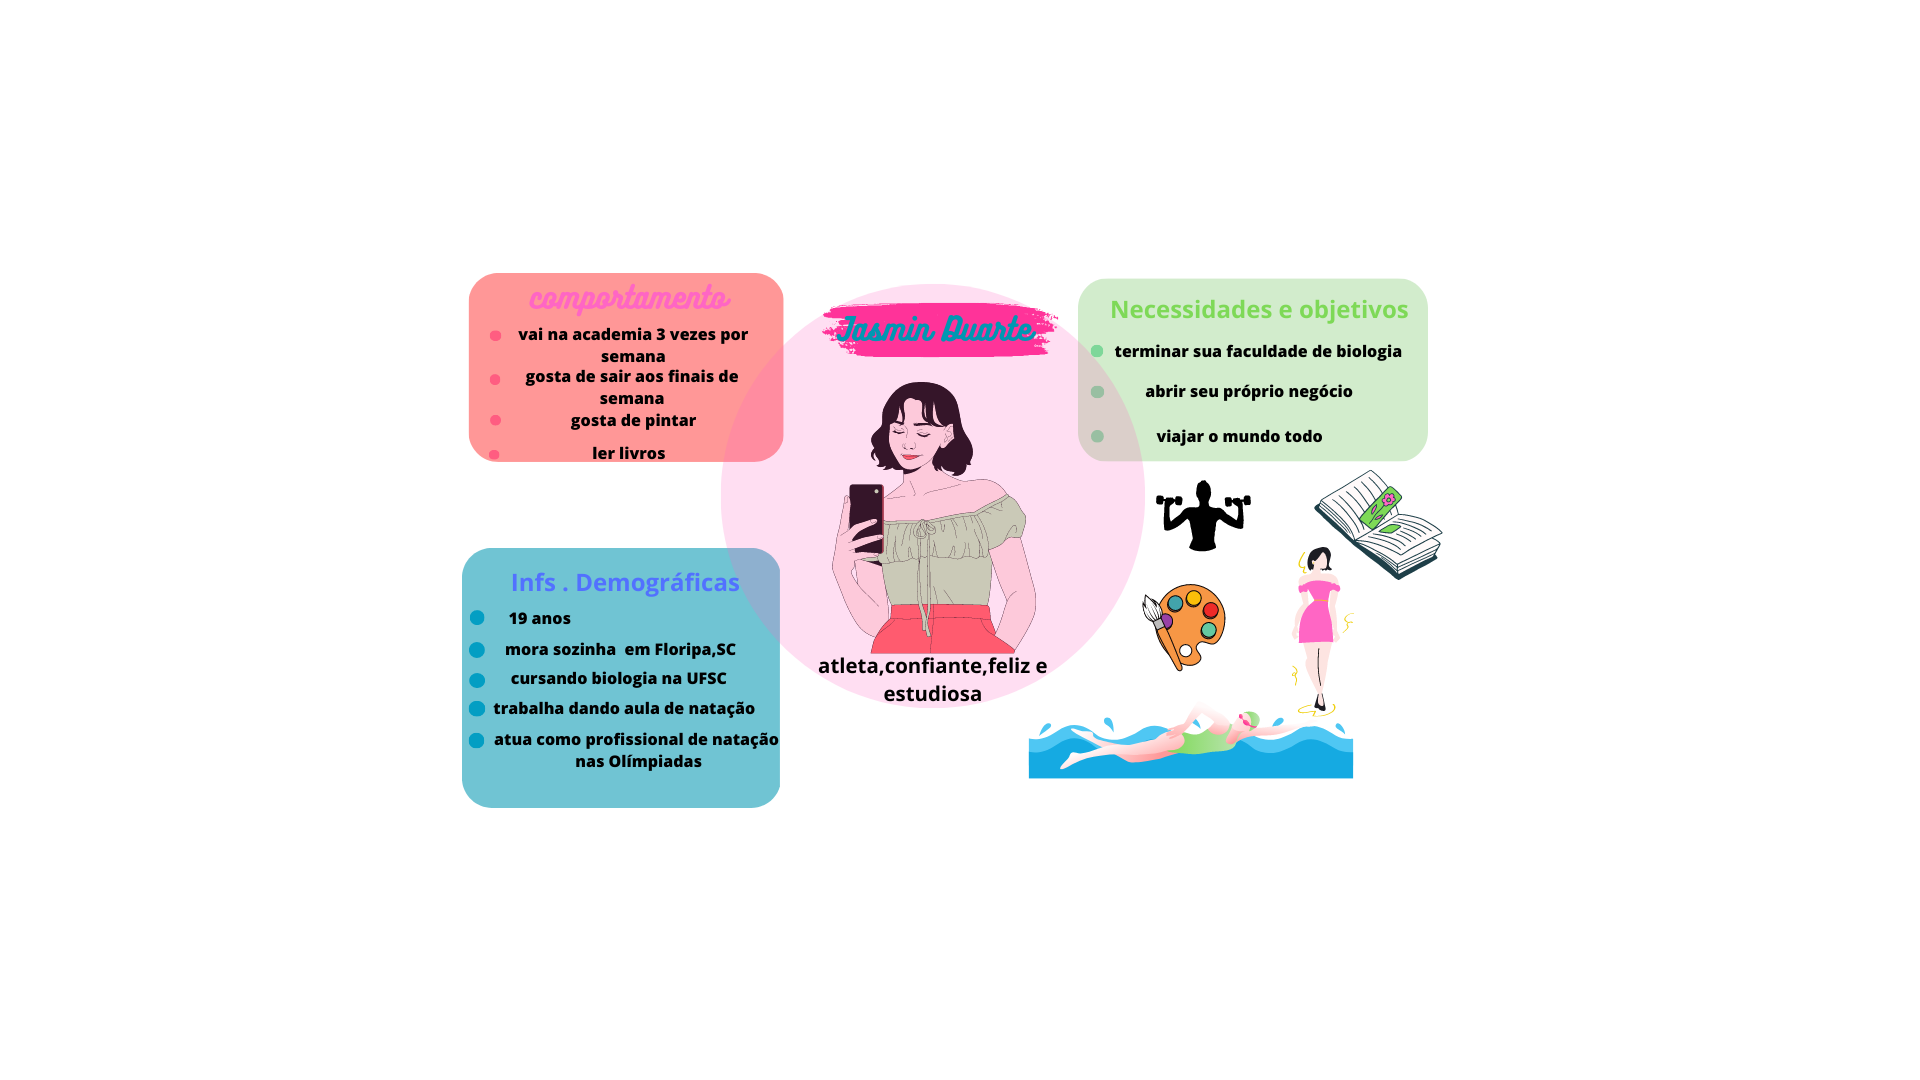 comportamento
vai na academia 3 vezes por
semana
gosta de sair aos finais de
semana
gosta de pintar
ler livros
Jasmin Duarte
atleta,confiante,feliz e
estudiosa
Necessidades e objetivos
terminar sua faculdade de biologia
abrir seu próprio negócio
viajar o mundo todo
Infs . Demográficas
19 anos
mora sozinha  em Floripa,SC
cursando biologia na UFSC
trabalha dando aula de natação
atua como profissional de natação
nas Olímpiadas